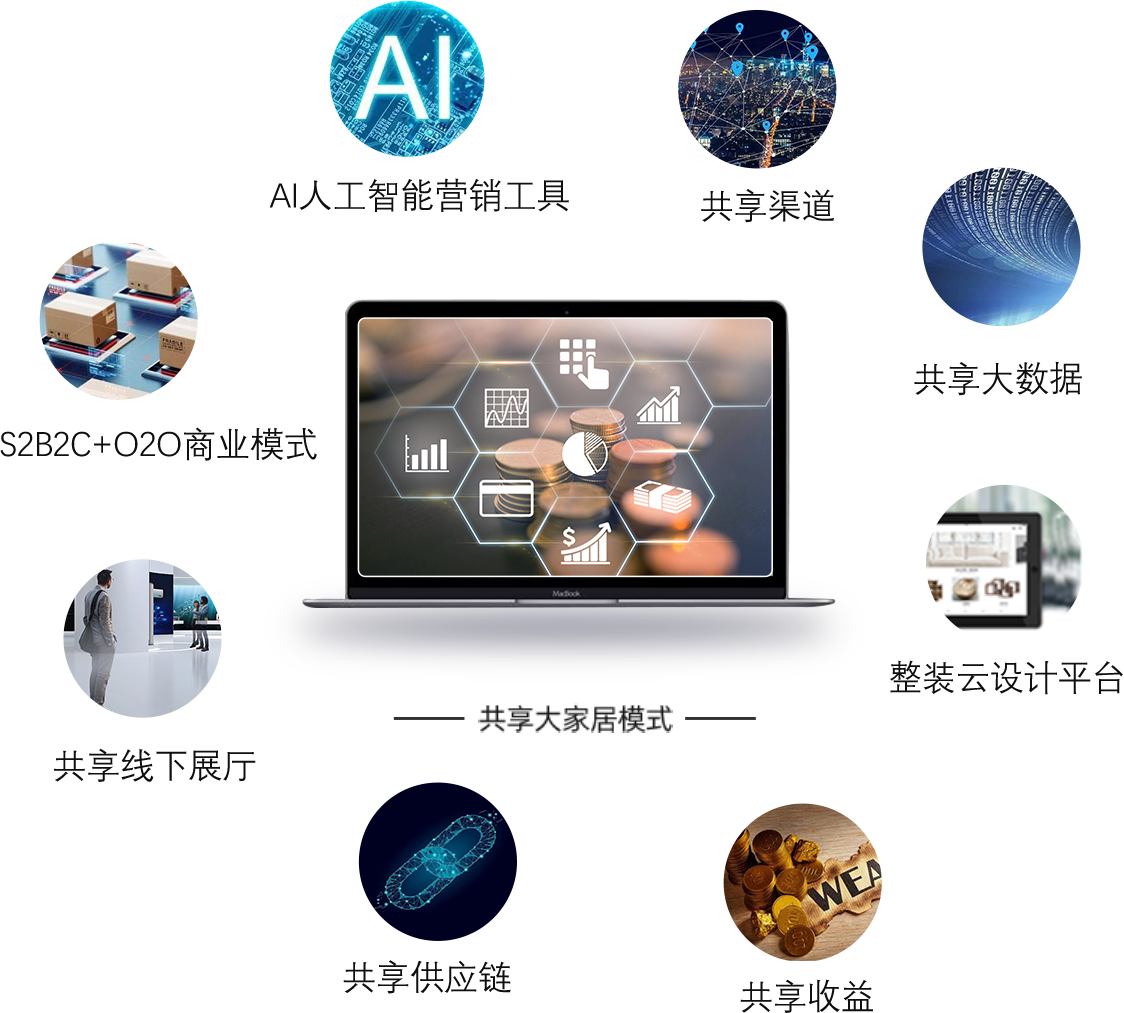 AI
AI人工智能营销工具
共享渠道
共享大数据
S2B2C+O2O商业模式
FRAGILE
$
MacBook
整装云设计平台
共享大家居模式
共享线下展厅
WEA
共享供应链
共享收益